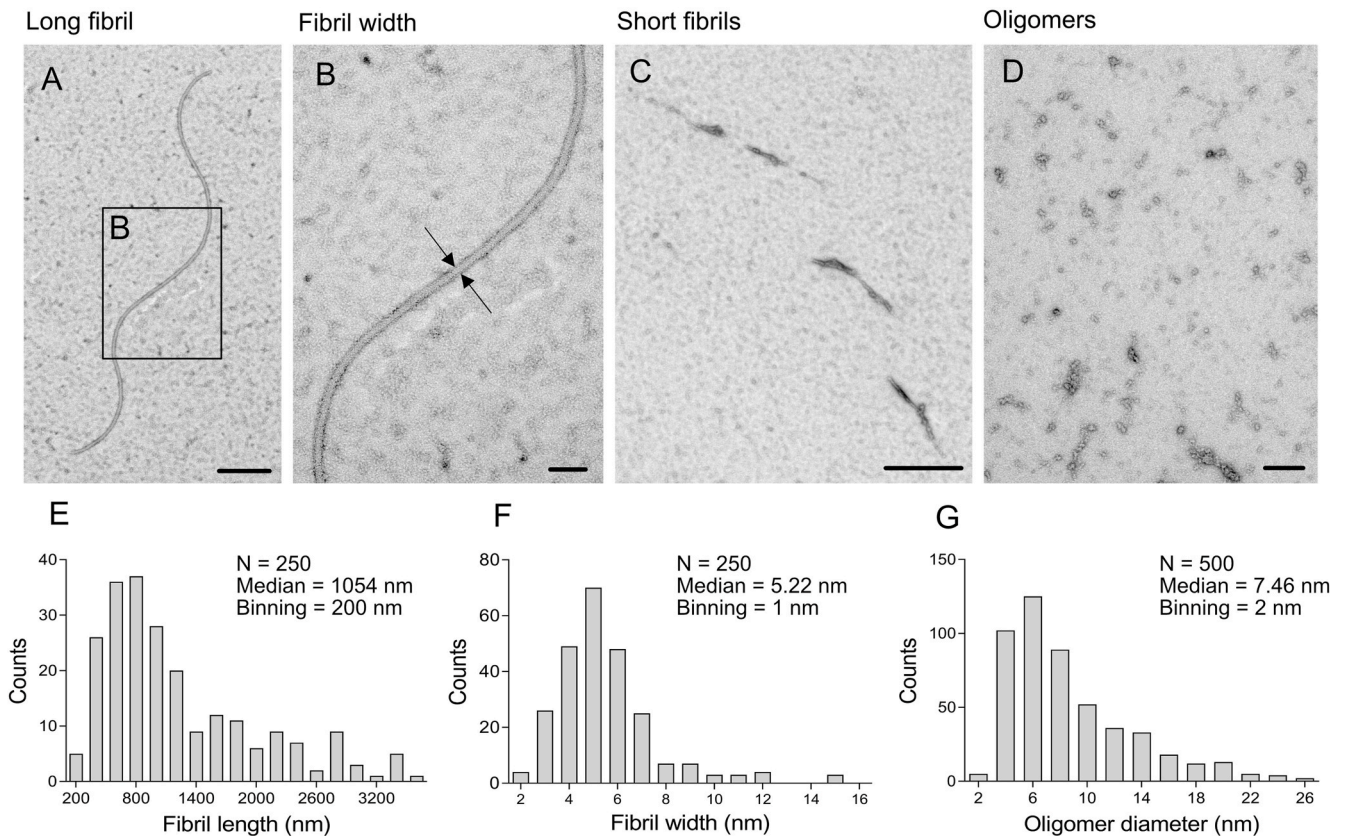 Long fibril
Fibril width
Short fibrils
Oligomers
A
B
B
C
D
E
N = 250
Median = 1054 nm
Binning = 200 nm
40
30
20
10
0
Counts
200 800 1400 2000 2600 3200
Fibril length (nm)
F
N = 250
Median = 5.22 nm
Binning = 1 nm
80
60
40
20
0
Counts
2 4 6 8 10 12 14 16
Fibril width (nm)
G
N = 500
Median = 7.46 nm
Binning = 2 nm
150
100
50
0
Counts
2 6 10 14 18 22 26
Oligomer diameter (nm)